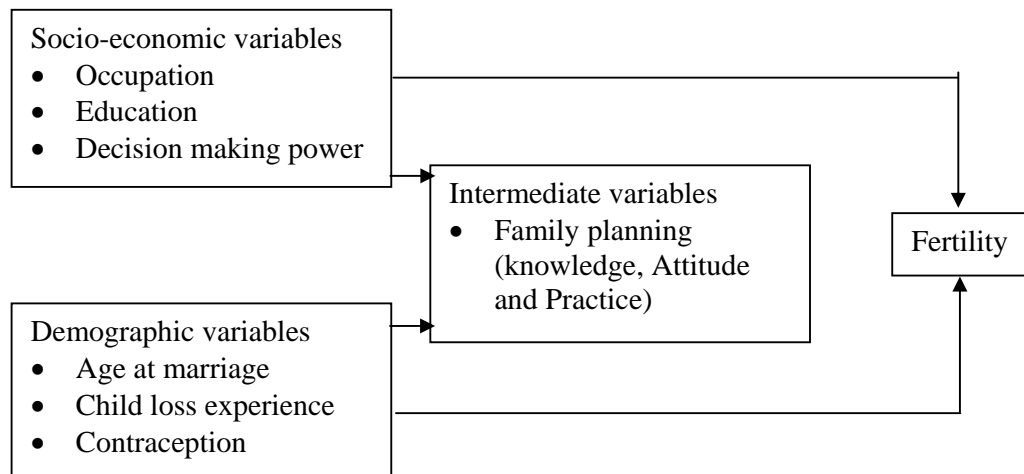 Socio-economic variables
• Occupation
• Education
• Decision making power
Intermediate variables
• Family planning
(knowledge, Attitude
and Practice)
Fertility
Demographic variables
• Age at marriage
• Child loss experience
• Contraception